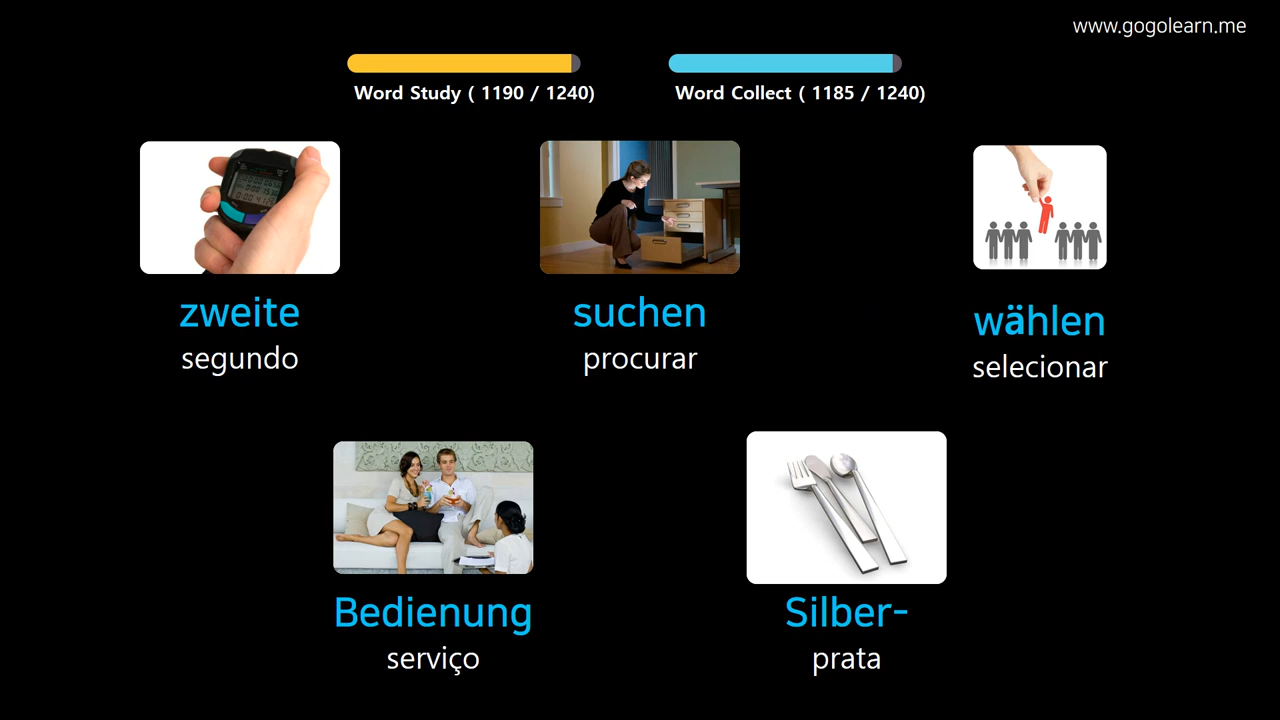 www.gogolearn.me
Word Study ( 1190 / 1240)
Word Collect ( 1185 / 1240)
zweite
segundo
suchen
procurar
wählen
selecionar
Bedienung
serviço
Silber-
prata